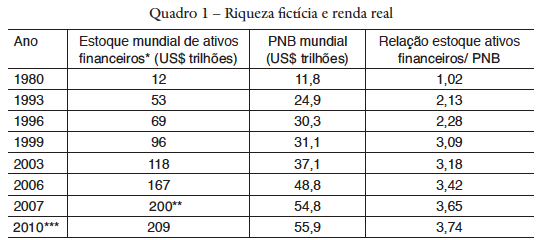 Quadro 1 – Riqueza fictícia e renda real
Ano Estoque mundial de ativos financeiros* (US$ trilhões) PNB mundial (US$ trilhões) Relação estoque ativos financeiros/ PNB
1980 12 11,8 1,02
1993 53 24,9 2,13
1996 69 30,3 2,28
1999 96 31,1 3,09
2003 118 37,1 3,18
2006 167 48,8 3,42
2007 200** 54,8 3,65
2010*** 209 55,9 3,74